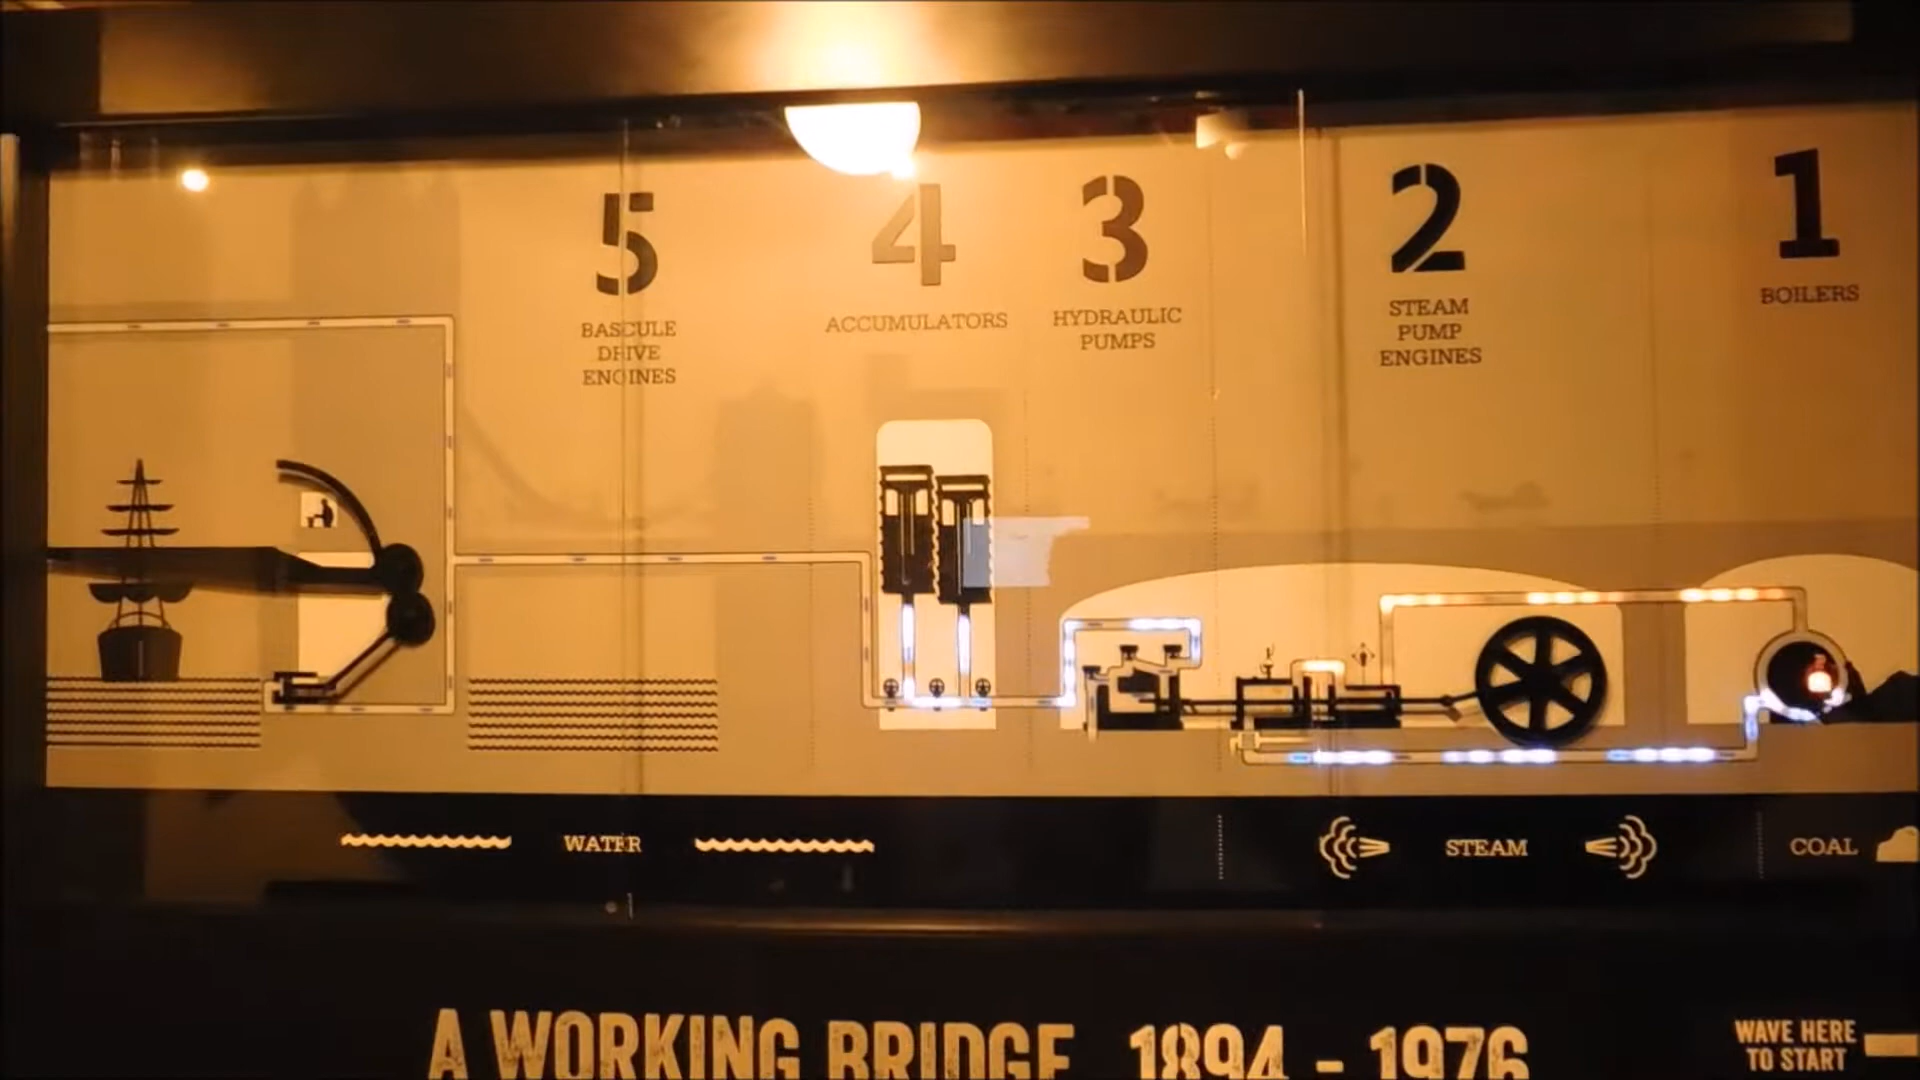 5
BASCULE
DRIVE
ENGINES
4
ACCUMULATORS
3
HYDRAULIC
PUMPS
2
STEAM
PUMP
ENGINES
1
BOILERS
WATER
STEAM
COAL
A WORKING BRIDGE 1894 - 1976
WAVE HERE
TO START